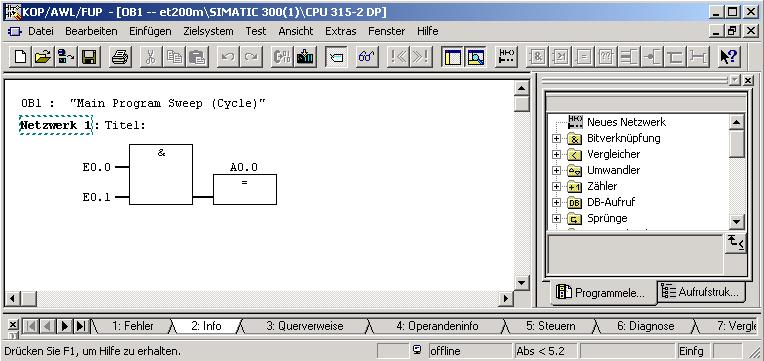 KOP/AWL/FUP - [OB1 -- et200m\SIMATIC 300(1)\CPU 315-2 DP]
Datei Bearbeiten Einfügen Zielsystem Test Ansicht Extras Fenster Hilfe
OB1 : "Main Program Sweep (Cycle)"
Netzwerk 1: Titel:
&
E0.0
A0.0
=
E0.1
Neues Netzwerk
Bitverknüpfung
Vergleicher
Umwandler
Zähler
DB-Aufruf
Sprünge
Programmele... Aufrufstruk...
1: Fehler 2: Info 3: Querverweise 4: Operandeninfo 5: Steuern 6: Diagnose 7: Vergle
Drücken Sie F1, um Hilfe zu erhalten. offline Abs < 5.2 Einfg